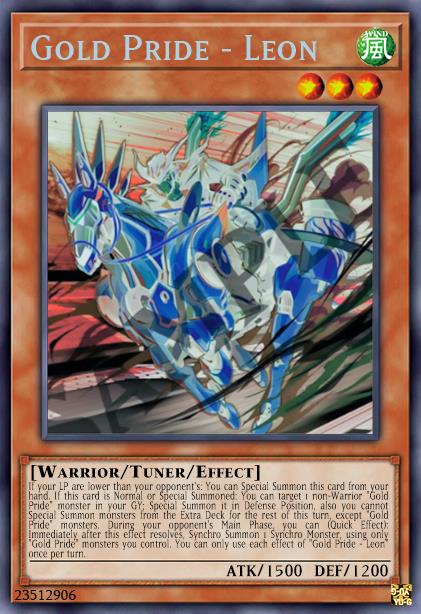 Gold Pride - Leon
WIND
風
[Warrior/Tuner/Effect]
If your LP are lower than your opponent's: You can Special Summon this card from your
hand. If this card is Normal or Special Summoned: You can target 1 non-Warrior "Gold
Pride" monster in your GY; Special Summon it in Defense Position, also you cannot
Special Summon monsters from the Extra Deck for the rest of this turn, except "Gold
Pride" monsters. During your opponent's Main Phase, you can (Quick Effect):
Immediately after this effect resolves, Synchro Summon 1 Synchro Monster, using only
"Gold Pride" monsters you control. You can only use each effect of "Gold Pride - Leon"
once per turn.
ATK/1500 DEF/1200
23512906